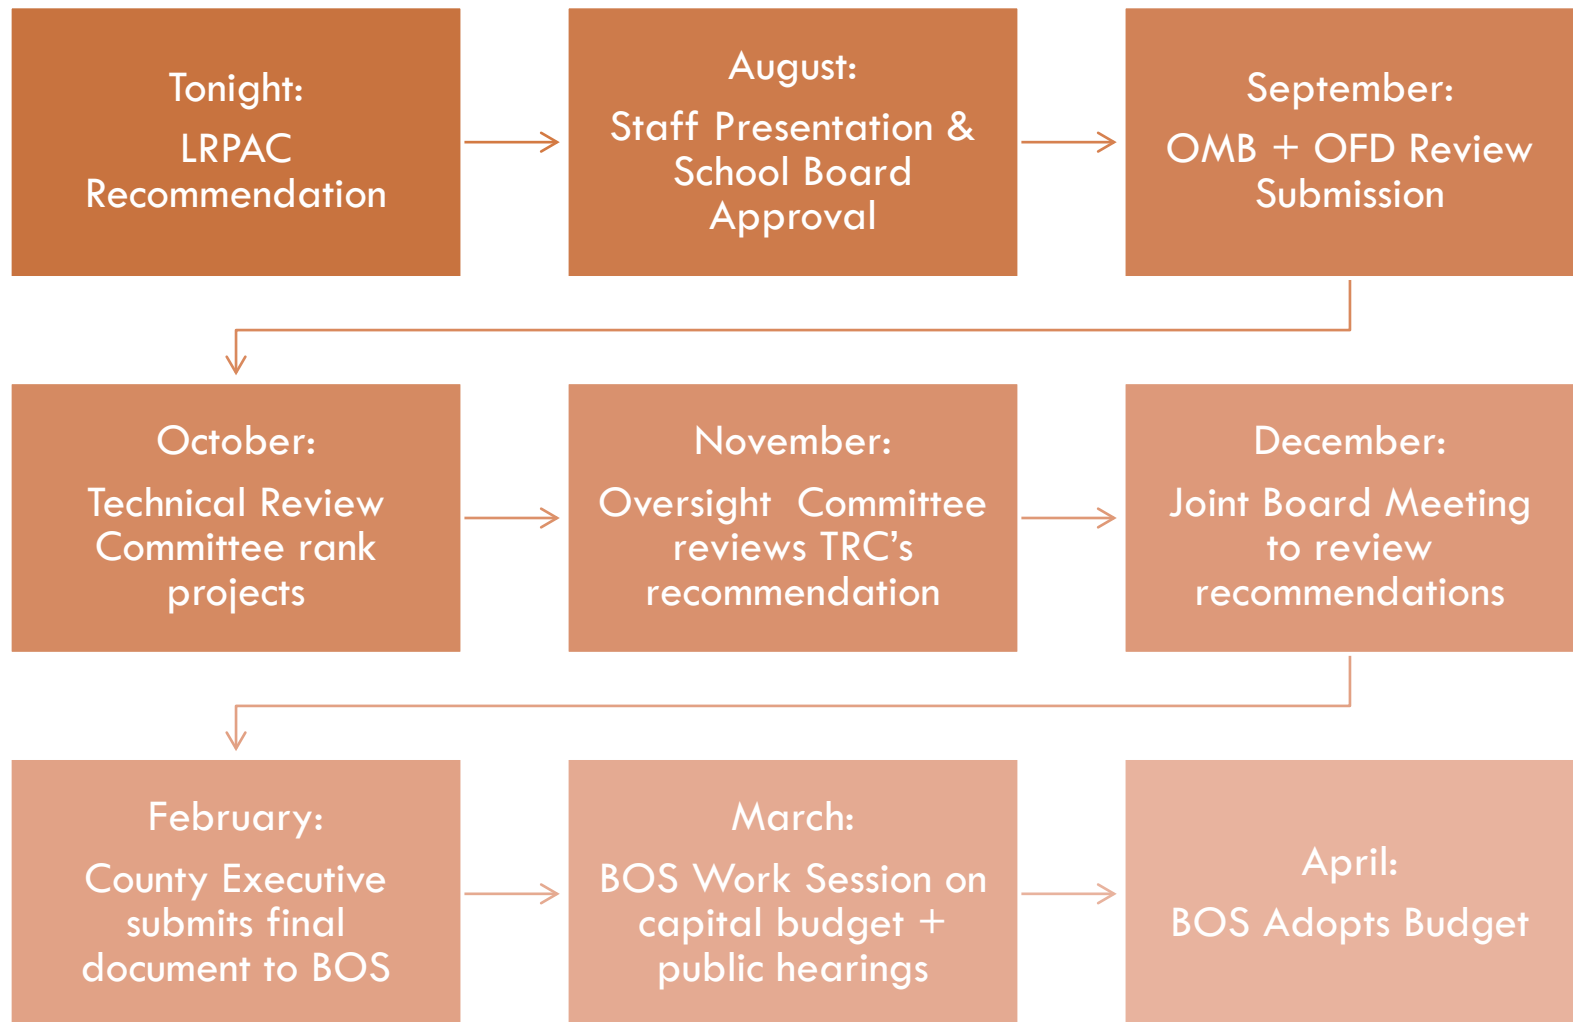 Tonight:
LRPAC
Recommendation
August:
Staff Presentation &
School Board
Approval
September:
OMB + OFD Review
Submission
October:
Technical Review
Committee rank
projects
November:
Oversight  Committee
reviews TRC’s
recommendation
December:
Joint Board Meeting
to review
recommendations
February:
County Executive
submits final
document to BOS
March:
BOS Work Session on
capital budget +
public hearings
April:
BOS Adopts Budget